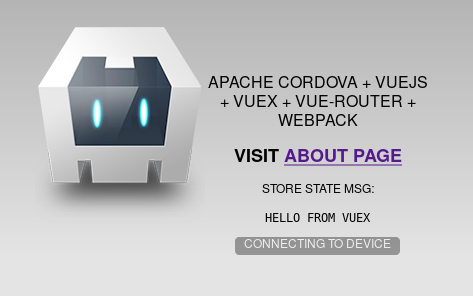 APACHE CORDOVA + VUEJS
+ VUEX + VUE-ROUTER +
WEBPACK
VISIT ABOUT PAGE
STORE STATE MSG:
HELLO FROM VUEX
CONNECTING TO DEVICE